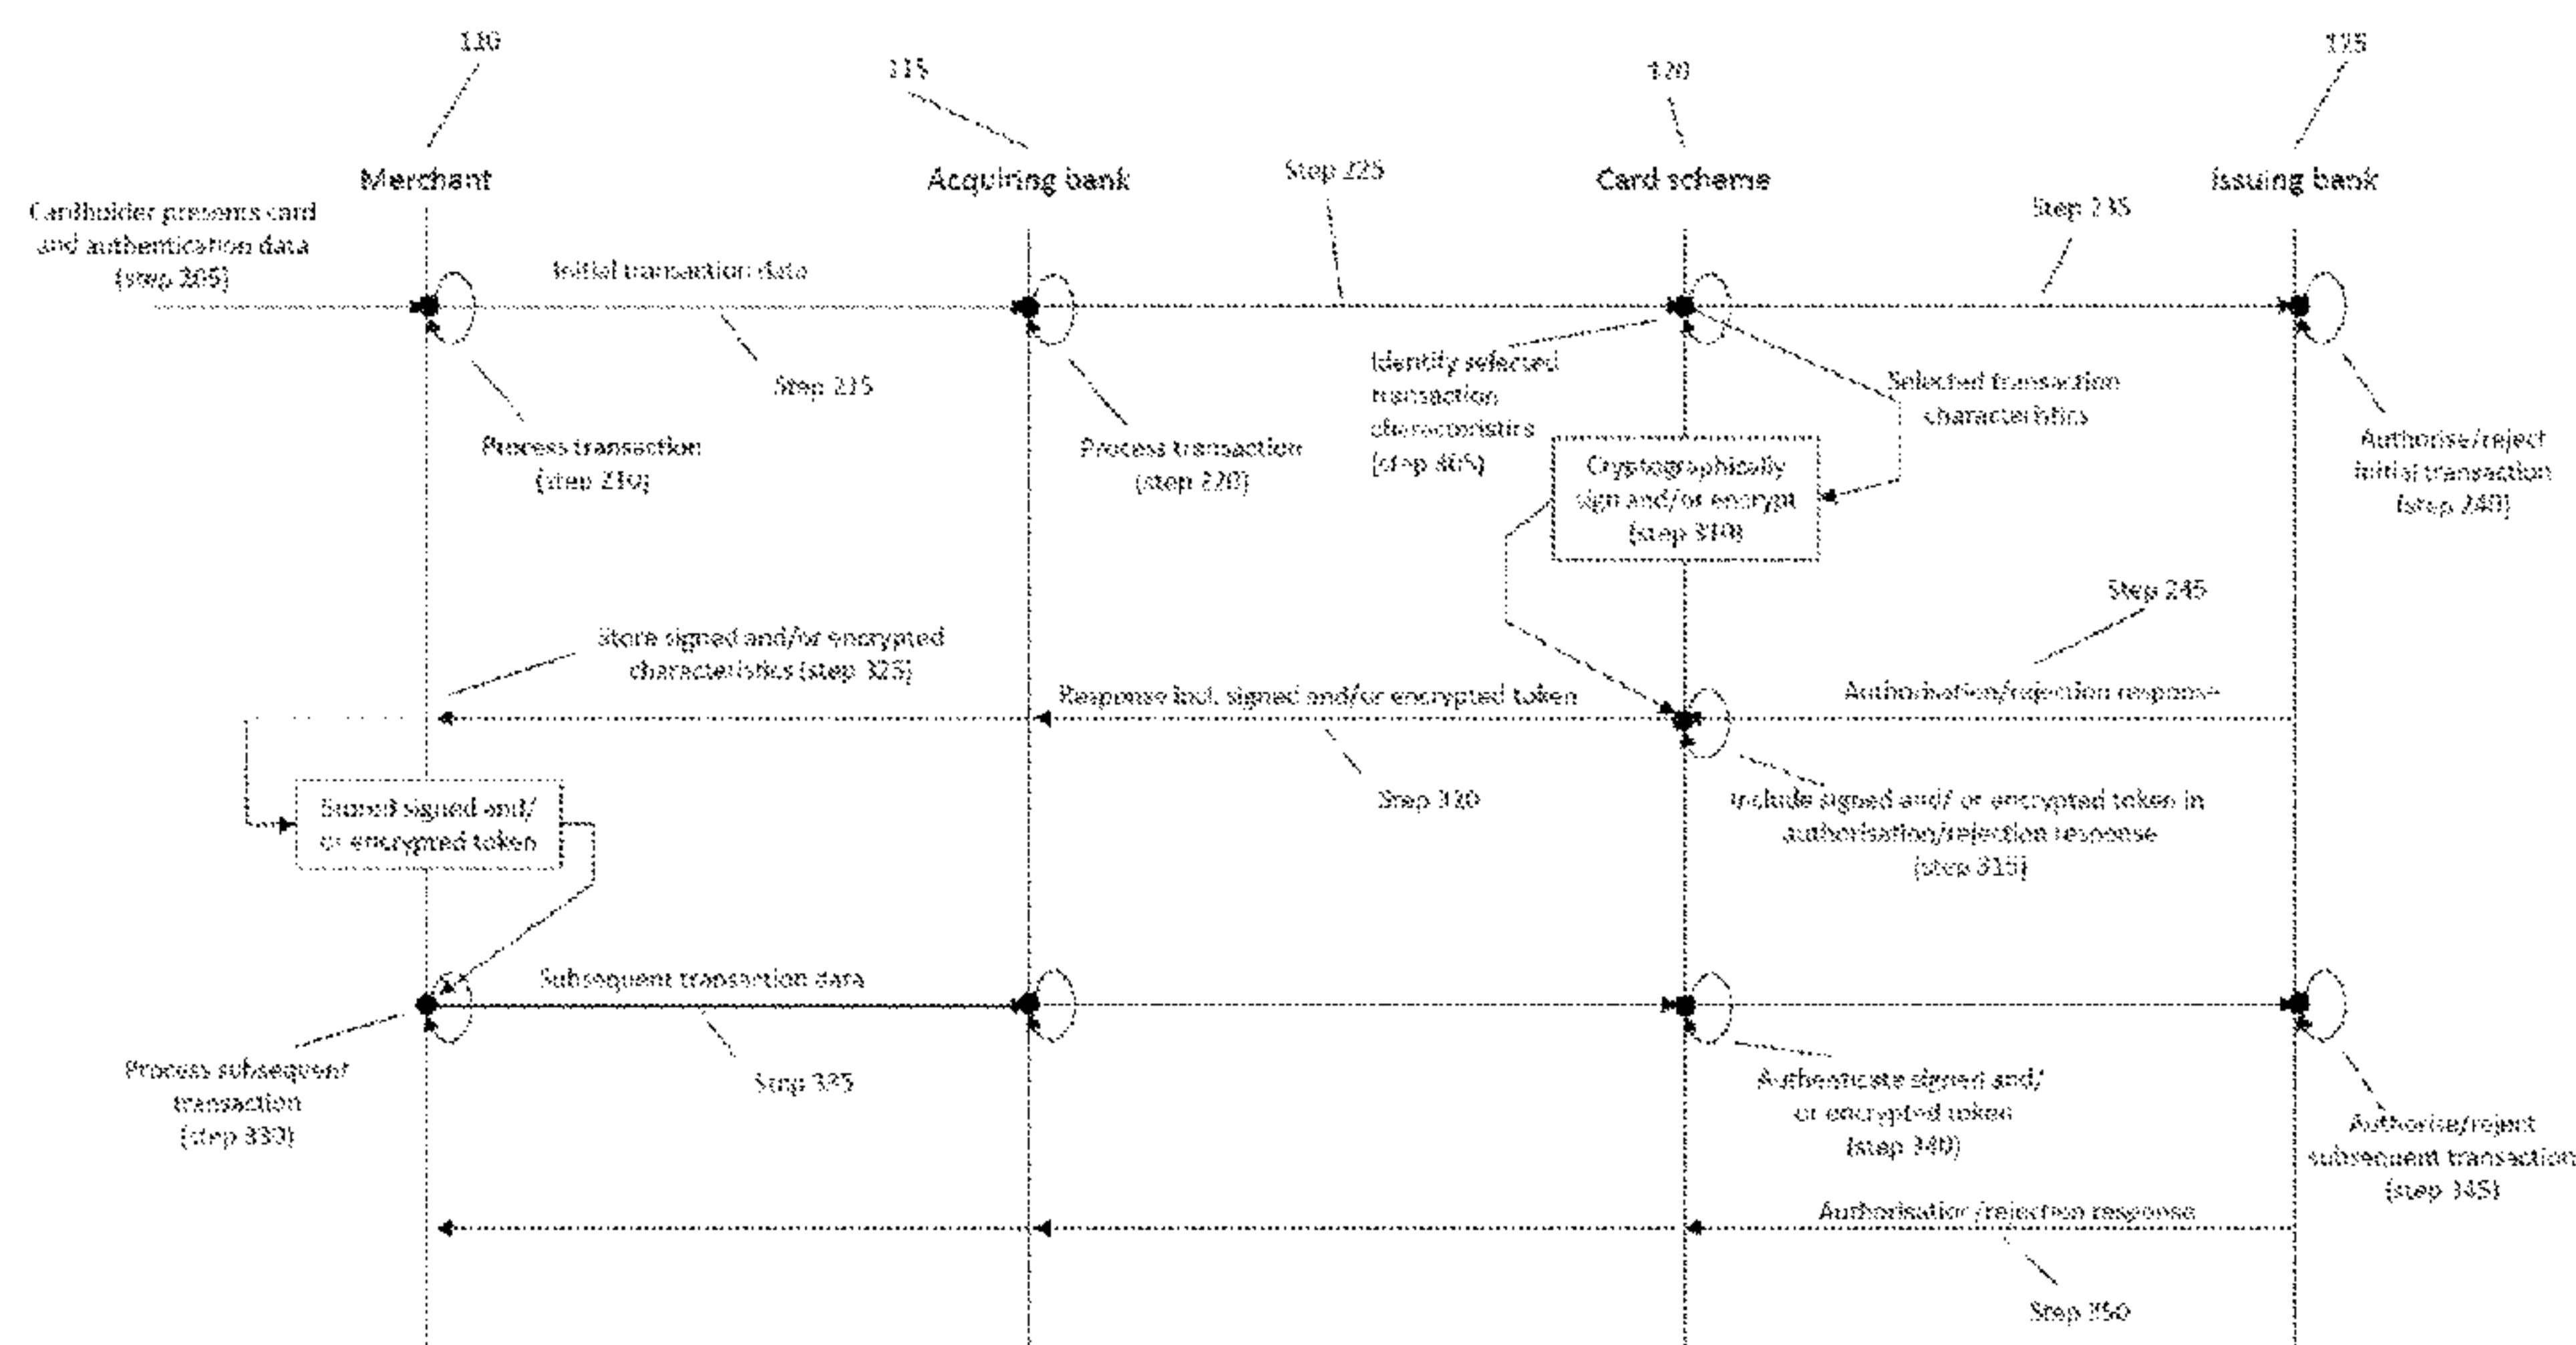 110
115
120
125
Merchant
Acquiring bank
Step 225
Card scheme
Issuing bank
Step 235
Cardholder presents card
and authentication data
(step 205)
Initial transaction data
Step 215
Process transaction
(step 210)
Process transaction
(step 220)
Identify selected
transaction
characteristics
(step 305)
Selected transaction
characteristics
Cryptographically
sign and/or encrypt
(step 310)
Authorise/reject
initial transaction
(step 240)
Step 245
Store signed and/or encrypted
characteristics (step 325)
Response incl. signed and/or encrypted token
Authorisation/rejection response
Step 320
Stored signed and/
or encrypted token
Include signed and/ or encrypted token in
authorisation/rejection response
(step 315)
Subsequent transaction data
Process subsequent
transaction
(step 330)
Step 335
Authenticate signed and/
or encrypted token
(step 340)
Authorise/reject
subsequent transaction
(step 345)
Authorisation/rejection response
Step 350